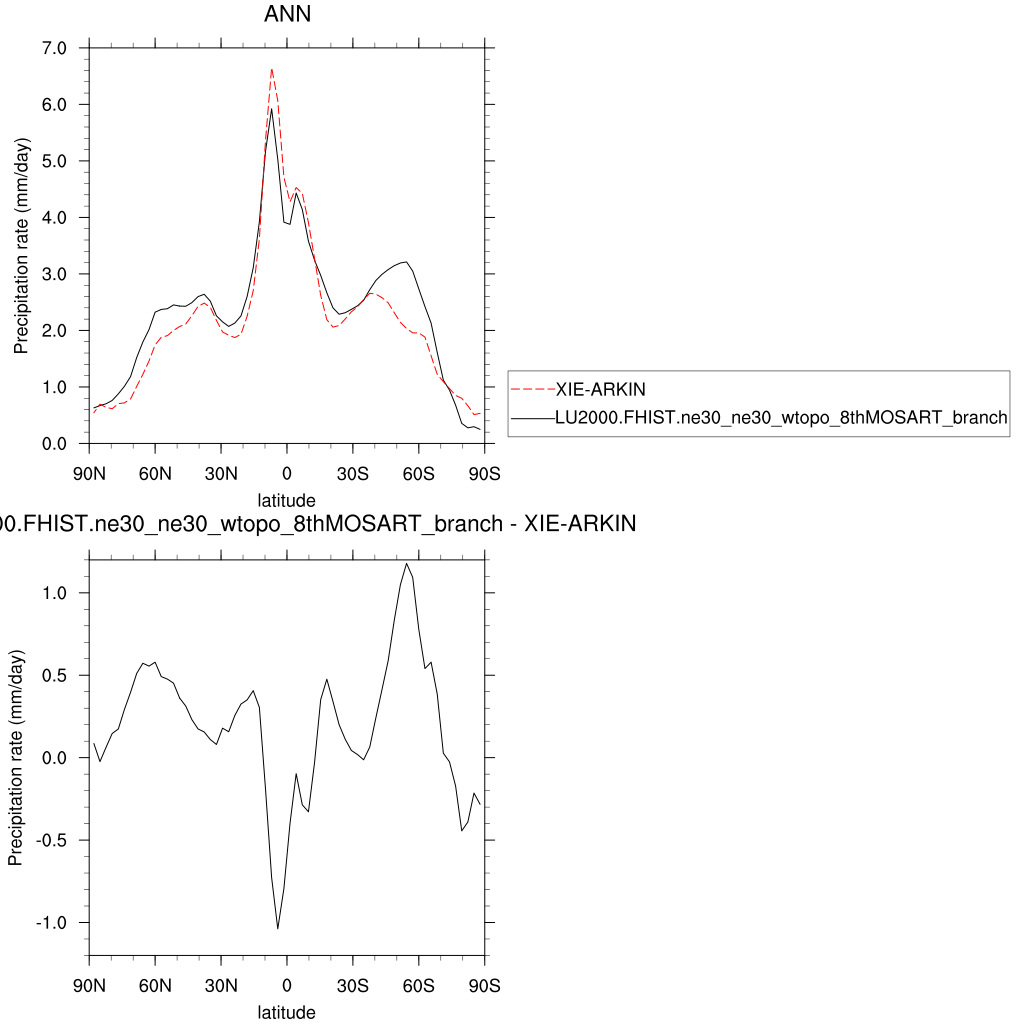 ANN
7.0
6.0
5.0
4.0
3.0
2.0
1.0
0.0
Precipitation rate (mm/day)
90N 60N 30N 0 30S 60S 90S
latitude
XIE-ARKIN
LU2000.FHIST.ne30_ne30_wtopo_8thMOSART_branch
00.FHIST.ne30_ne30_wtopo_8thMOSART_branch - XIE-ARKIN
1.0
0.5
0.0
-0.5
-1.0
Precipitation rate (mm/day)
90N 60N 30N 0 30S 60S 90S
latitude